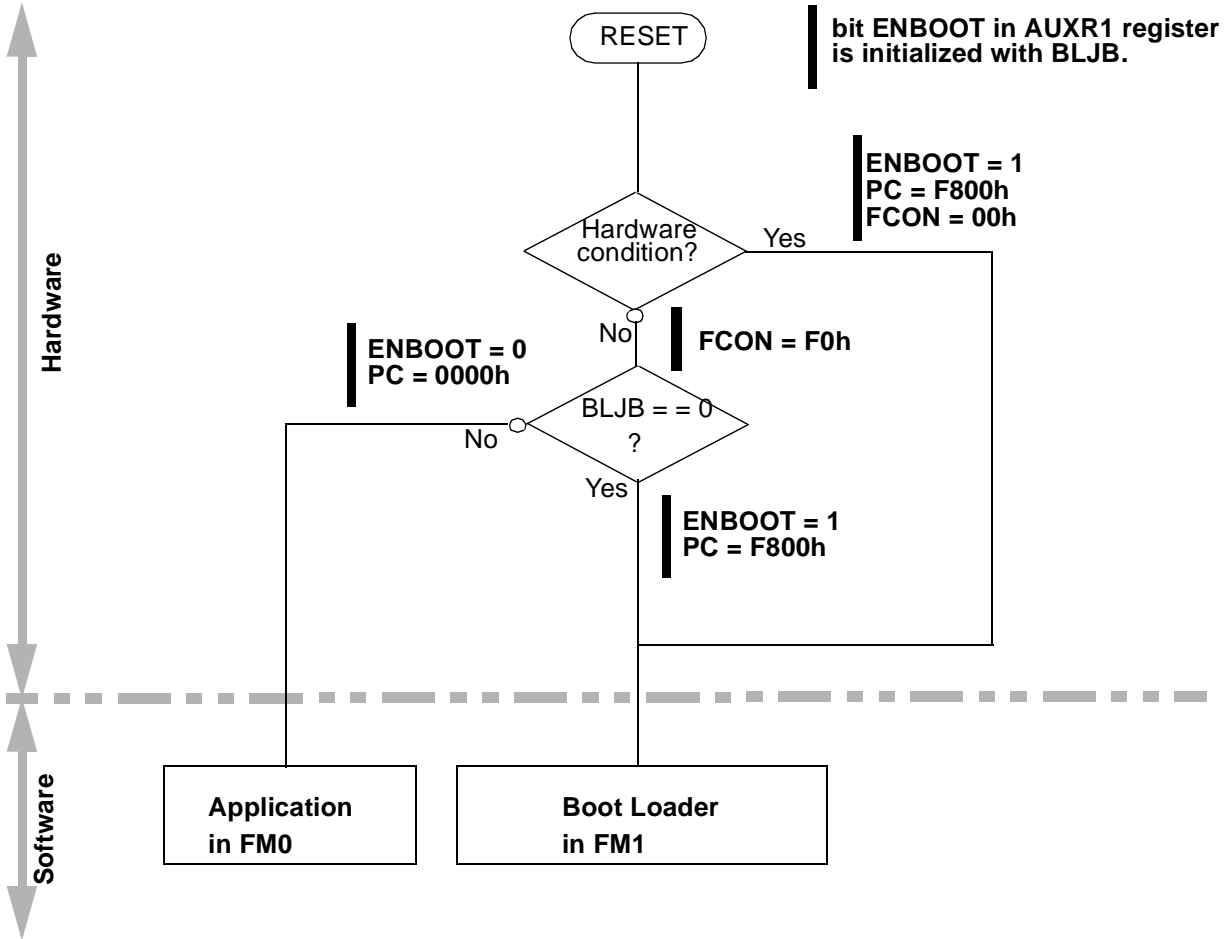 RESET
bit ENBOOT in AUXR1 register
is initialized with BLJB.
ENBOOT = 1
PC = F800h
FCON = 00h
Hardware
condition?
Yes
No
FCON = F0h
Hardware
ENBOOT = 0
PC = 0000h
BLJB = = 0
?
No
Yes
ENBOOT = 1
PC = F800h
Software
Application
in FM0
Boot Loader
in FM1